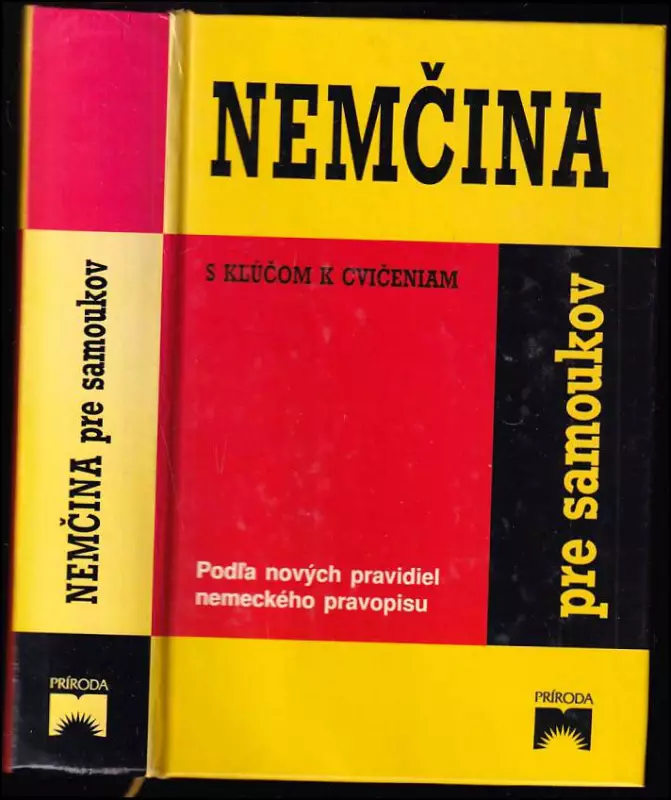 NEMČINA pre samoukov
PRÍRODA
NEMČINA
S KĽÚČOM K CVIČENIAM
pre samoukov
Podľa nových pravidiel
nemeckého pravopisu
PRÍRODA